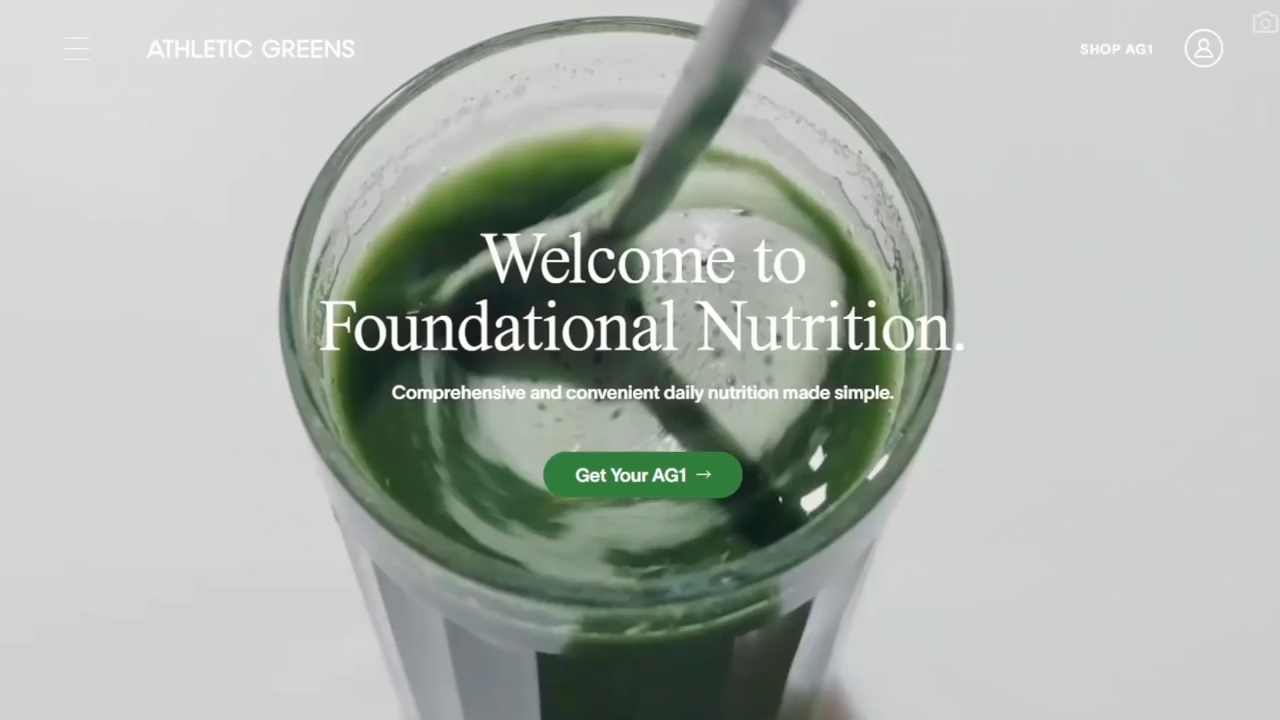 ATHLETIC GREENS
SHOP AG1
Welcome to
Foundational Nutrition.
Comprehensive and convenient daily nutrition made simple.
Get Your AG1 →